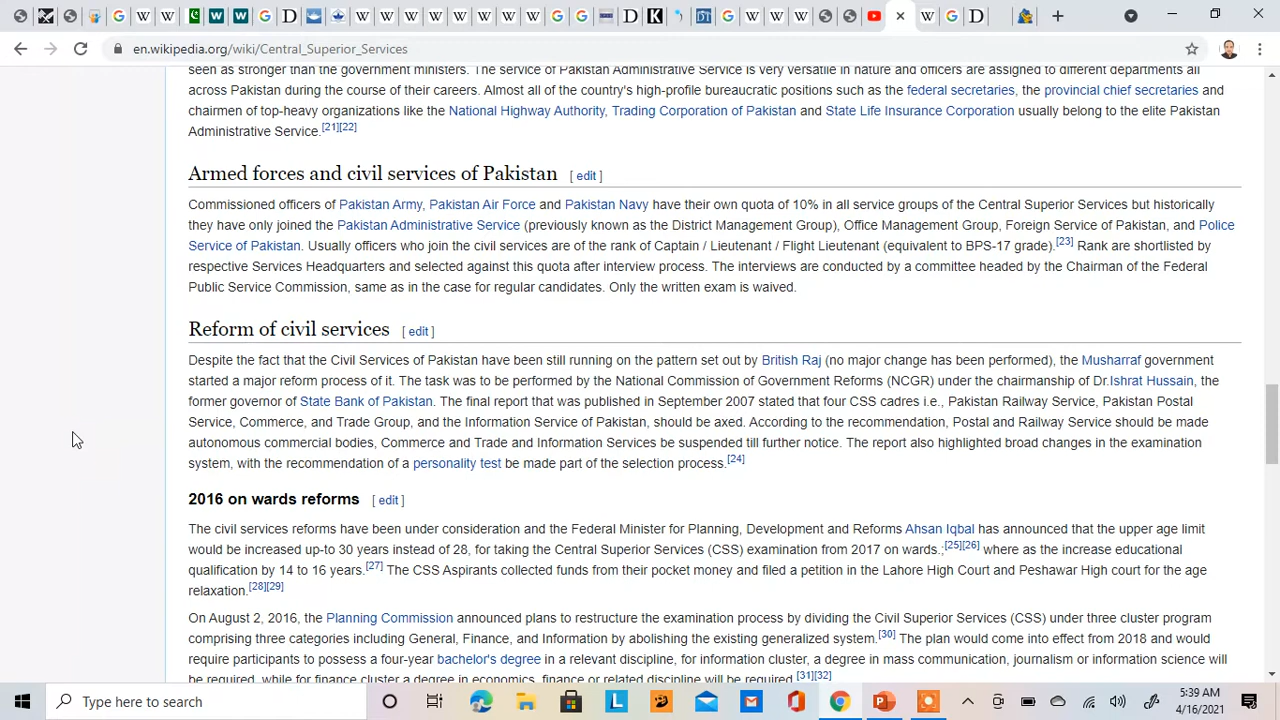 en.wikipedia.org/wiki/Central_Superior_Services
seen as stronger than the government ministers. The service of Pakistan Administrative Service is very versatile in nature and officers are assigned to different departments all
across Pakistan during the course of their careers. Almost all of the country's high-profile bureaucratic positions such as the federal secretaries, the provincial chief secretaries and
chairmen of top-heavy organizations like the National Highway Authority, Trading Corporation of Pakistan and State Life Insurance Corporation usually belong to the elite Pakistan
Administrative Service.[21][22]
Armed forces and civil services of Pakistan [ edit ]
Commissioned officers of Pakistan Army, Pakistan Air Force and Pakistan Navy have their own quota of 10% in all service groups of the Central Superior Services but historically
they have only joined the Pakistan Administrative Service (previously known as the District Management Group), Office Management Group, Foreign Service of Pakistan, and Police
Service of Pakistan. Usually officers who join the civil services are of the rank of Captain / Lieutenant / Flight Lieutenant (equivalent to BPS-17 grade).[23] Rank are shortlisted by
respective Services Headquarters and selected against this quota after interview process. The interviews are conducted by a committee headed by the Chairman of the Federal
Public Service Commission, same as in the case for regular candidates. Only the written exam is waived.
Reform of civil services [ edit ]
Despite the fact that the Civil Services of Pakistan have been still running on the pattern set out by British Raj (no major change has been performed), the Musharraf government
started a major reform process of it. The task was to be performed by the National Commission of Government Reforms (NCGR) under the chairmanship of Dr.Ishrat Hussain, the
former governor of State Bank of Pakistan. The final report that was published in September 2007 stated that four CSS cadres i.e., Pakistan Railway Service, Pakistan Postal
Service, Commerce, and Trade Group, and the Information Service of Pakistan, should be axed. According to the recommendation, Postal and Railway Service should be made
autonomous commercial bodies, Commerce and Trade and Information Services be suspended till further notice. The report also highlighted broad changes in the examination
system, with the recommendation of a personality test be made part of the selection process.[24]
2016 on wards reforms [ edit ]
The civil services reforms have been under consideration and the Federal Minister for Planning, Development and Reforms Ahsan Iqbal has announced that the upper age limit
would be increased up-to 30 years instead of 28, for taking the Central Superior Services (CSS) examination from 2017 on wards.;[25][26] where as the increase educational
qualification by 14 to 16 years.[27] The CSS Aspirants collected funds from their pocket money and filed a petition in the Lahore High Court and Peshawar High court for the age
relaxation.[28][29]
On August 2, 2016, the Planning Commission announced plans to restructure the examination process by dividing the Civil Superior Services (CSS) under three cluster program
comprising three categories including General, Finance, and Information by abolishing the existing generalized system.[30] The plan would come into effect from 2018 and would
require participants to possess a four-year bachelor's degree in a relevant discipline, for information cluster, a degree in mass communication, journalism or information science will
be required, while for finance cluster a degree in economics, finance or related discipline will be required.[31][32]
Type here to search
5:39 AM
4/16/2021